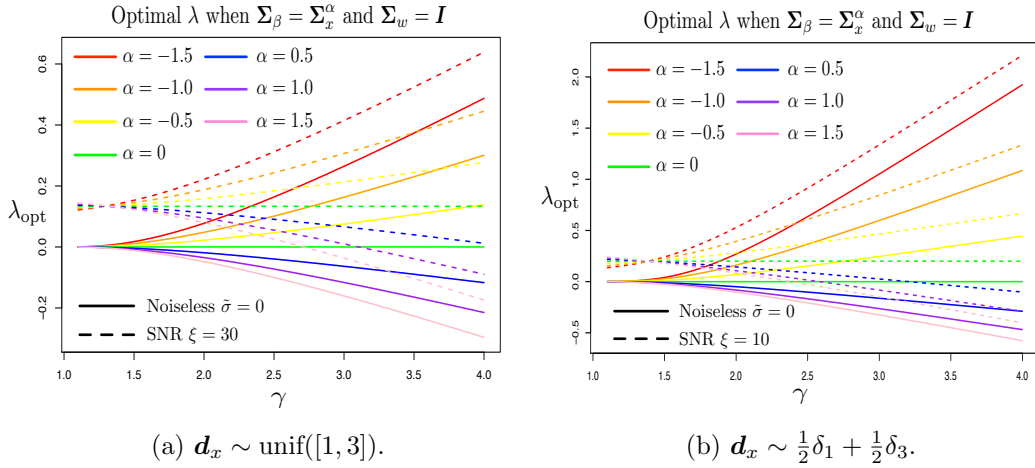 Optimal λ when Σ_β = Σ_x^α and Σ_w = I
α = −1.5
α = 0.5
α = −1.0
α = 1.0
α = −0.5
α = 1.5
α = 0
0.6
0.4
0.2
0.0
−0.2
λ_opt
Noiseless σ̃ = 0
SNR ξ = 30
1.0 1.5 2.0 2.5 3.0 3.5 4.0
γ
(a) d_x ∼ unif([1, 3]).
Optimal λ when Σ_β = Σ_x^α and Σ_w = I
α = −1.5
α = 0.5
α = −1.0
α = 1.0
α = −0.5
α = 1.5
α = 0
2.0
1.5
1.0
0.5
0.0
−0.5
λ_opt
Noiseless σ̃ = 0
SNR ξ = 10
1.0 1.5 2.0 2.5 3.0 3.5 4.0
γ
(b) d_x ∼ ½δ_1 + ½δ_3.